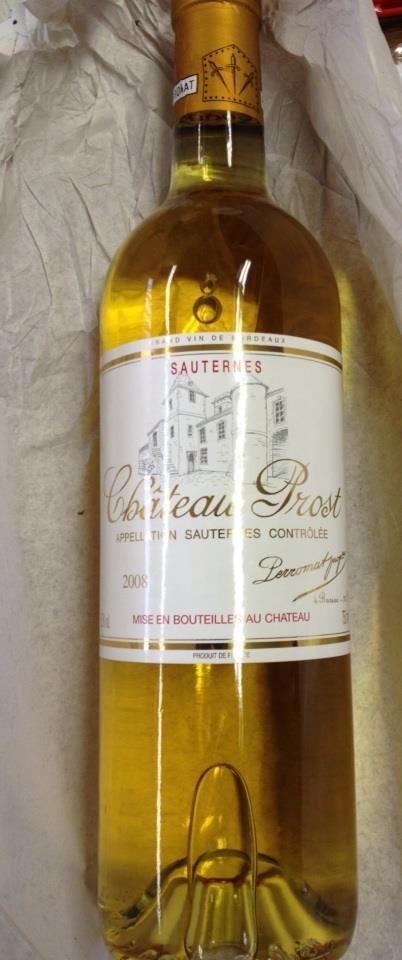 GRAND VIN DE BORDEAUX
SAUTERNES
Château Prost
APPELLATION SAUTERNES CONTRÔLÉE
2008
MISE EN BOUTEILLES AU CHATEAU
PRODUIT DE FRANCE